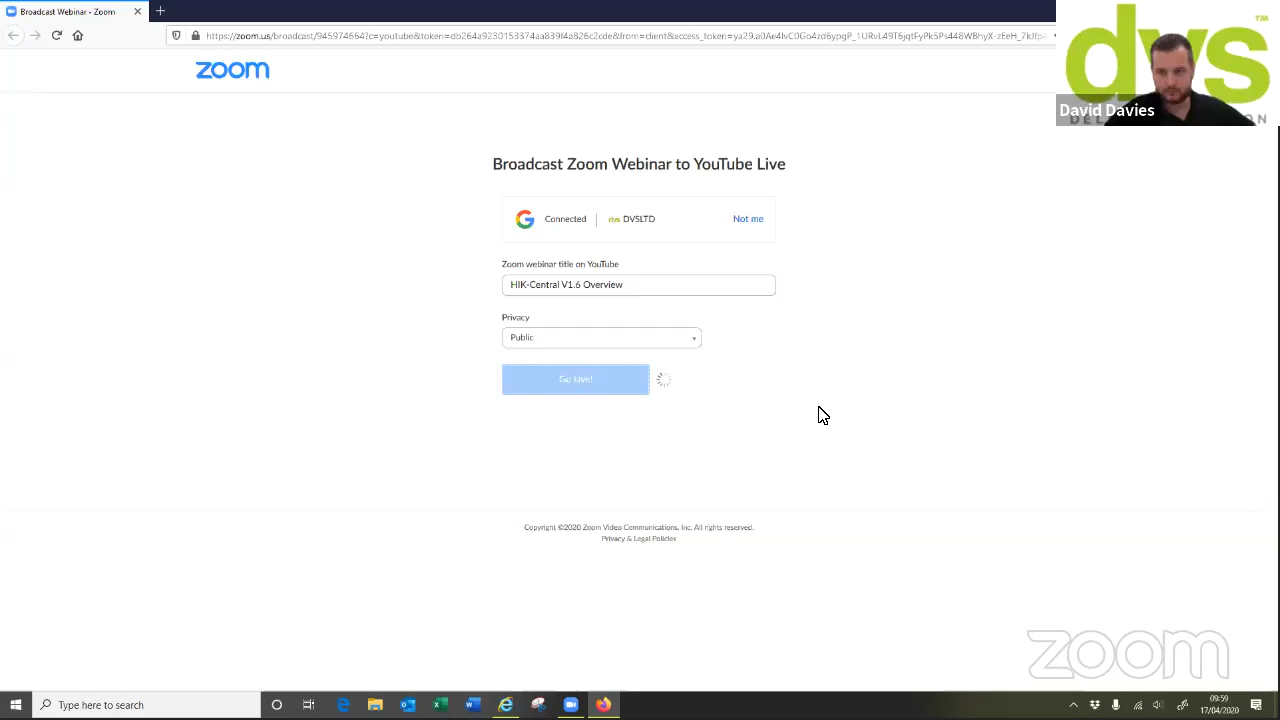 Broadcast Webinar - Zoom
zoom
Broadcast Zoom Webinar to YouTube Live
Connected
dvs DVSLTD
Not me
Zoom webinar title on YouTube
HIK-Central V1.6 Overview
Privacy
Public
Go Live!
Copyright ©2020 Zoom Video Communications, Inc. All rights reserved.
Privacy & Legal Policies
dvs™
David Davies
zoom
Type here to search
09:59
17/04/2020